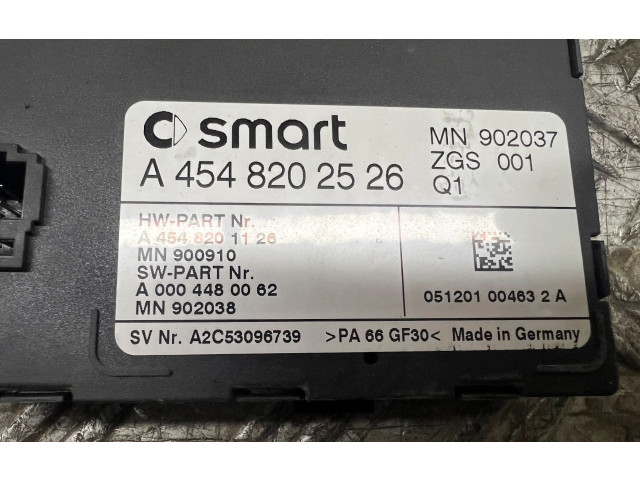 smart
A 454 820 25 26
MN 902037
ZGS 001
Q1
HW-PART Nr.
A 454 820 11 26
MN 900910
SW-PART Nr.
A 000 448 00 62
MN 902038
051201 00463 2 A
SV Nr. A2C53096739 >PA 66 GF30< Made in Germany